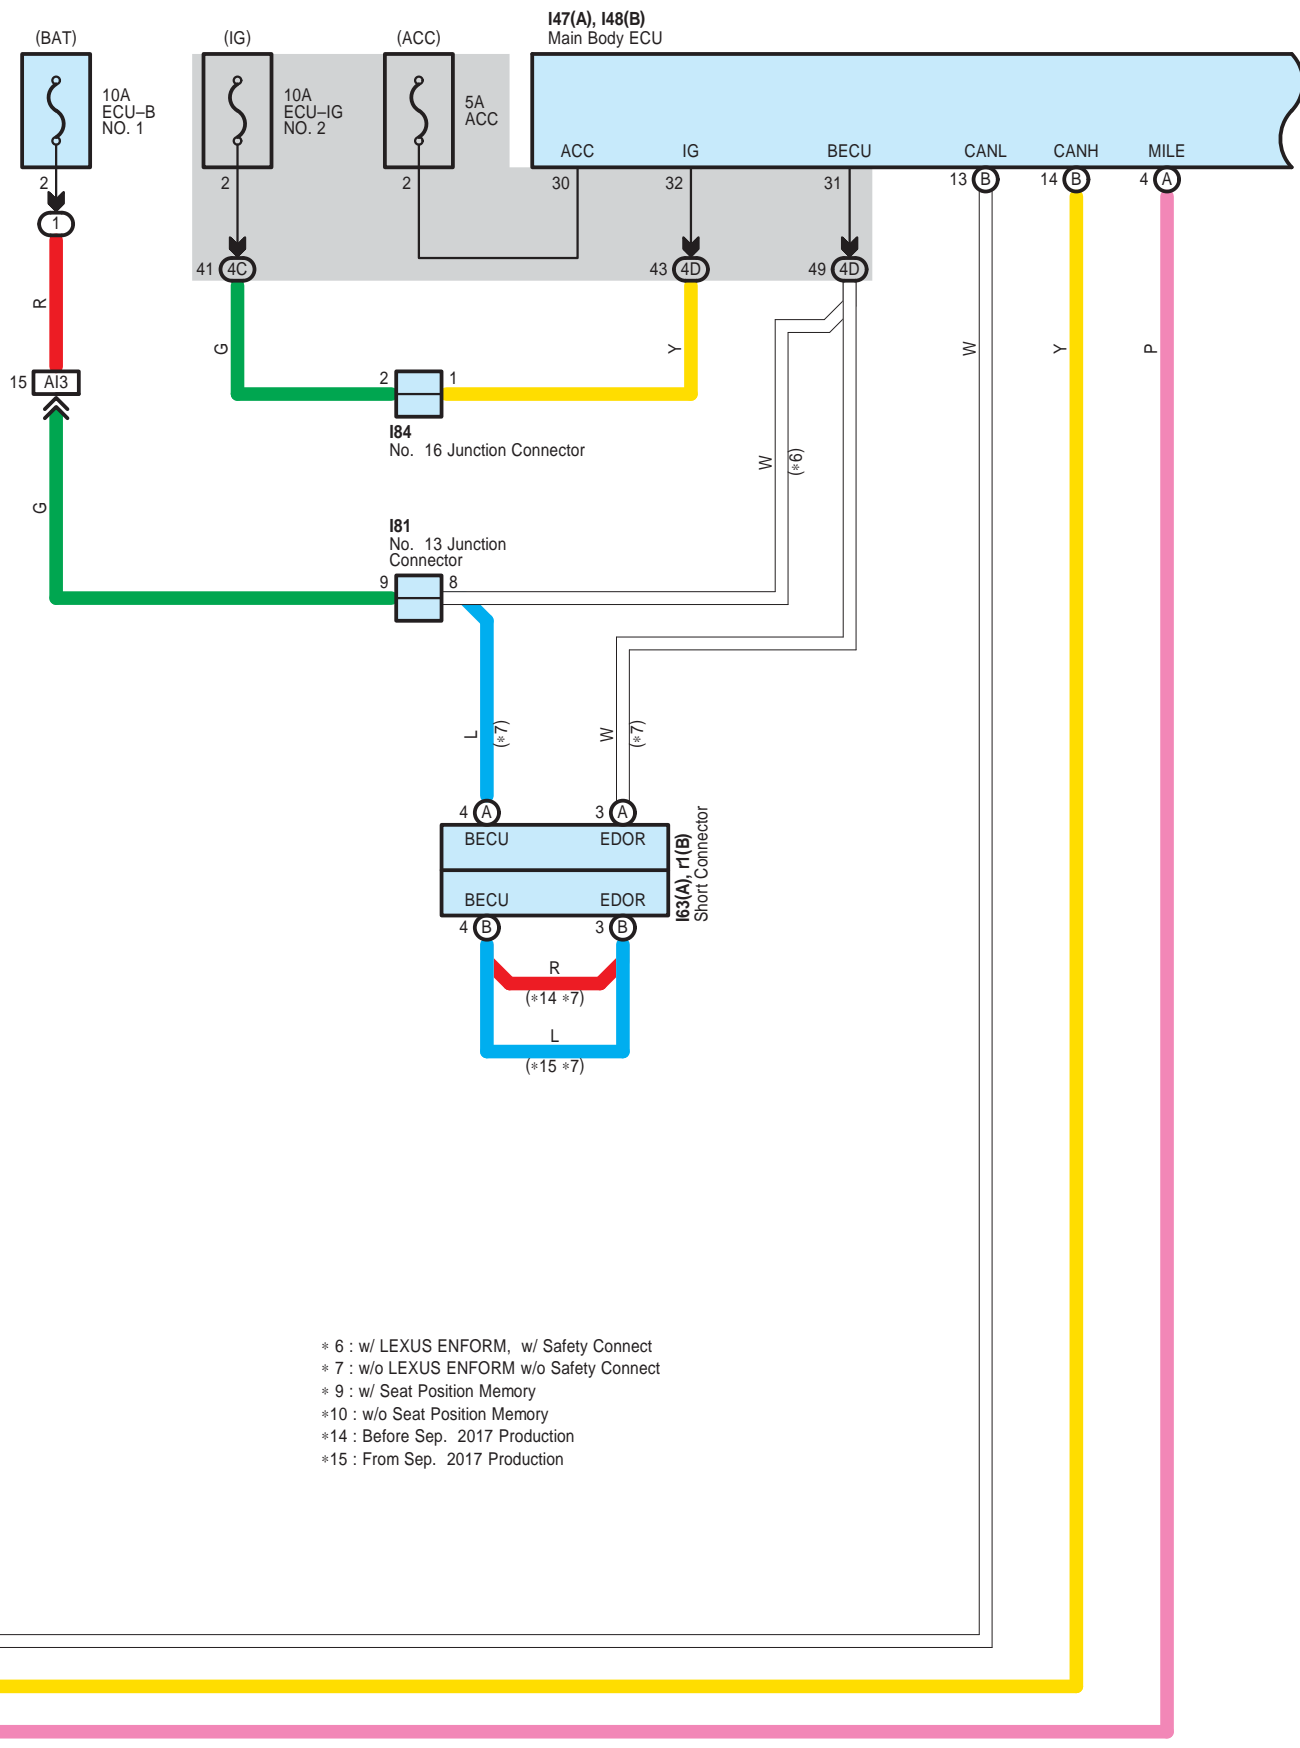 I47(A), I48(B)
Main Body ECU
(BAT)
(IG)
(ACC)
10A
ECU–B
NO. 1
10A
ECU–IG
NO. 2
5A
ACC
ACC
IG
BECU
CANL
CANH
MILE
2
2
2
30
32
31
13 B
14 B
4 A
1
41 4C
43 4D
49 4D
R
G
Y
W
Y
P
15 AI3
2
1
I84
No. 16 Junction Connector
W
(∗6)
G
I81
No. 13 Junction
Connector
9
8
L
(∗7)
W
(∗7)
4 A
3 A
BECU
EDOR
BECU
EDOR
I63(A), r1(B)
Short Connector
4 B
3 B
R
(∗14 ∗7)
L
(∗15 ∗7)
∗ 6 : w/ LEXUS ENFORM, w/ Safety Connect
∗ 7 : w/o LEXUS ENFORM w/o Safety Connect
∗ 9 : w/ Seat Position Memory
∗10 : w/o Seat Position Memory
∗14 : Before Sep. 2017 Production
∗15 : From Sep. 2017 Production